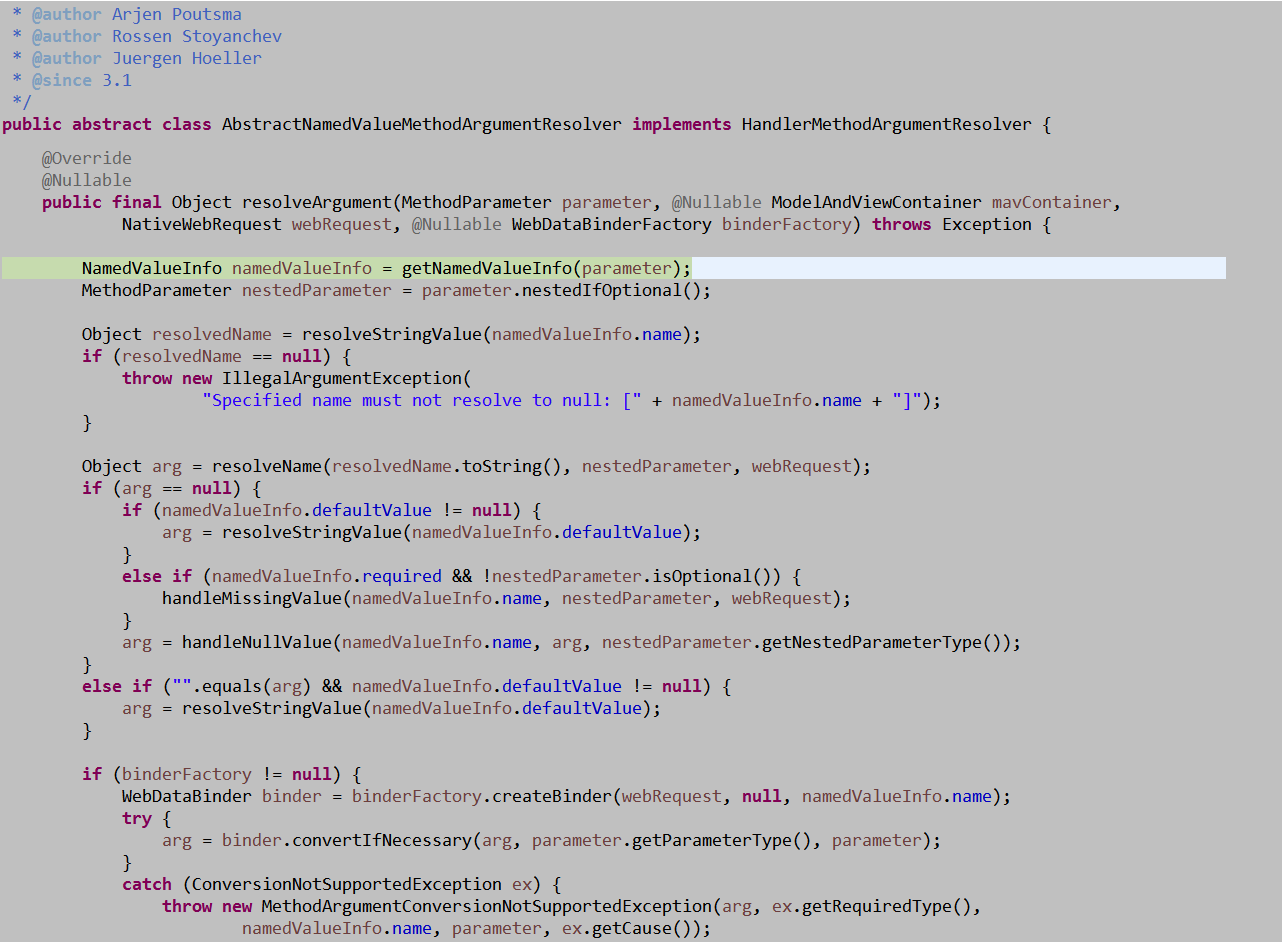 * @author Arjen Poutsma
 * @author Rossen Stoyanchev
 * @author Juergen Hoeller
 * @since 3.1
 */
public abstract class AbstractNamedValueMethodArgumentResolver implements HandlerMethodArgumentResolver {
    @Override
    @Nullable
    public final Object resolveArgument(MethodParameter parameter, @Nullable ModelAndViewContainer mavContainer,
            NativeWebRequest webRequest, @Nullable WebDataBinderFactory binderFactory) throws Exception {
        NamedValueInfo namedValueInfo = getNamedValueInfo(parameter);
        MethodParameter nestedParameter = parameter.nestedIfOptional();
        Object resolvedName = resolveStringValue(namedValueInfo.name);
        if (resolvedName == null) {
            throw new IllegalArgumentException(
                    "Specified name must not resolve to null: [" + namedValueInfo.name + "]");
        }
        Object arg = resolveName(resolvedName.toString(), nestedParameter, webRequest);
        if (arg == null) {
            if (namedValueInfo.defaultValue != null) {
                arg = resolveStringValue(namedValueInfo.defaultValue);
            }
            else if (namedValueInfo.required && !nestedParameter.isOptional()) {
                handleMissingValue(namedValueInfo.name, nestedParameter, webRequest);
            }
            arg = handleNullValue(namedValueInfo.name, arg, nestedParameter.getNestedParameterType());
        }
        else if ("".equals(arg) && namedValueInfo.defaultValue != null) {
            arg = resolveStringValue(namedValueInfo.defaultValue);
        }
        if (binderFactory != null) {
            WebDataBinder binder = binderFactory.createBinder(webRequest, null, namedValueInfo.name);
            try {
                arg = binder.convertIfNecessary(arg, parameter.getParameterType(), parameter);
            }
            catch (ConversionNotSupportedException ex) {
                throw new MethodArgumentConversionNotSupportedException(arg, ex.getRequiredType(),
                        namedValueInfo.name, parameter, ex.getCause());